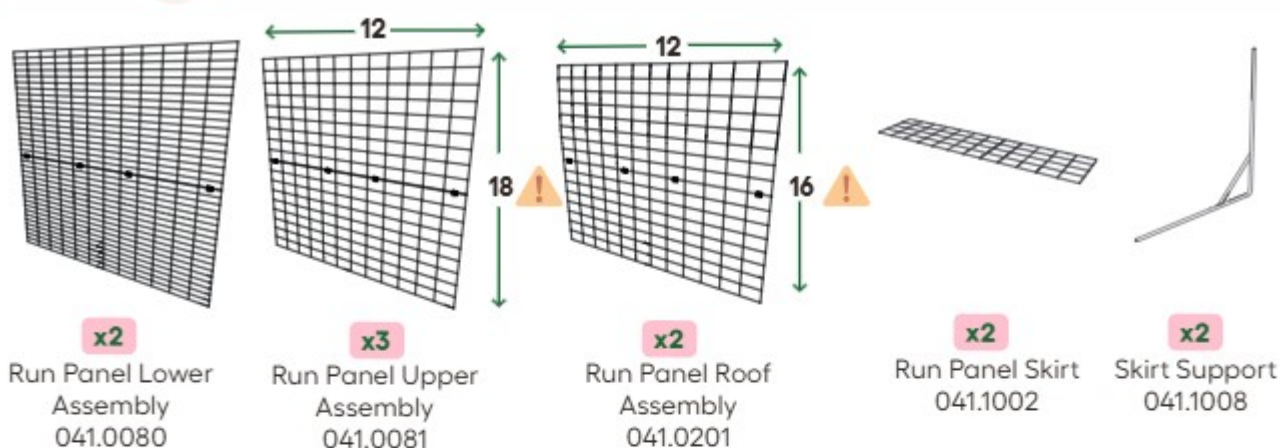 12
18
!
12
16
!
x2
Run Panel Lower
Assembly
041.0080
x3
Run Panel Upper
Assembly
041.0081
x2
Run Panel Roof
Assembly
041.0201
x2
Run Panel Skirt
041.1002
x2
Skirt Support
041.1008